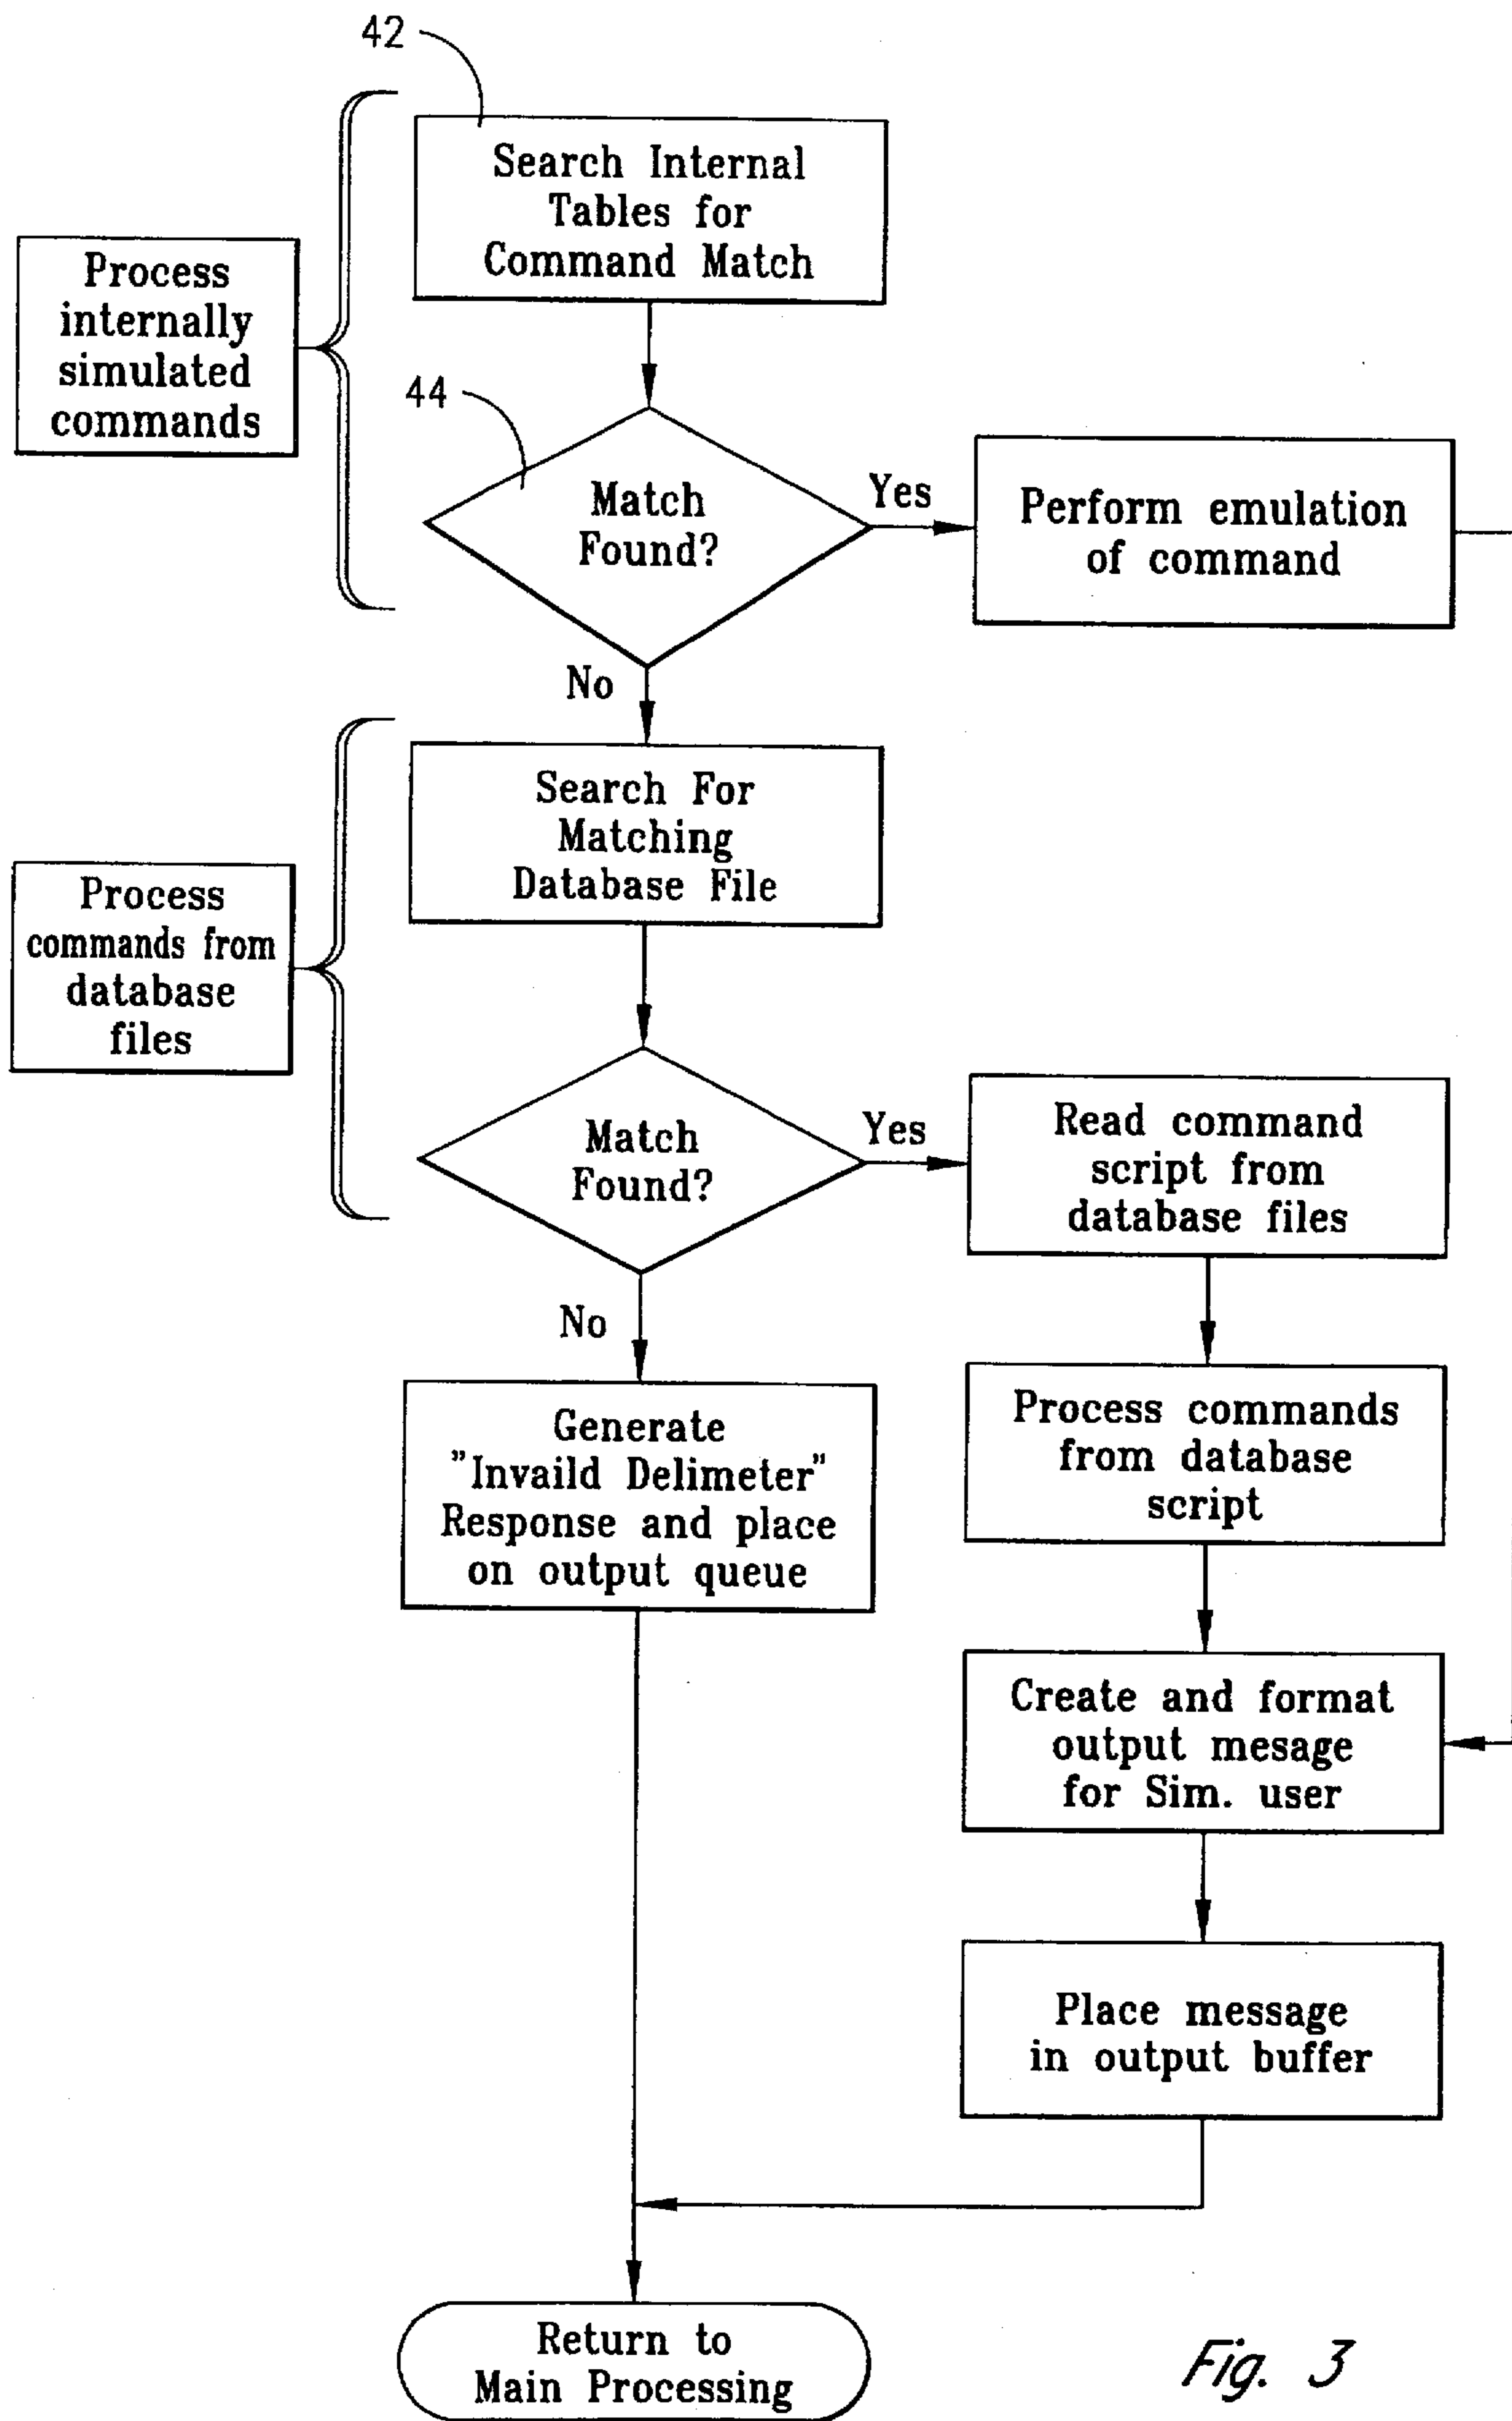 42
Search Internal
Tables for
Command Match
Process
internally
simulated
commands
44
Match
Found?
Yes
Perform emulation
of command
No
Search For
Matching
Database File
Process
commands from
database
files
Match
Found?
Yes
Read command
script from
database files
No
Generate
"Invaild Delimeter"
Response and place
on output queue
Process commands
from database
script
Create and format
output mesage
for Sim. user
Place message
in output buffer
Return to
Main Processing
Fig. 3